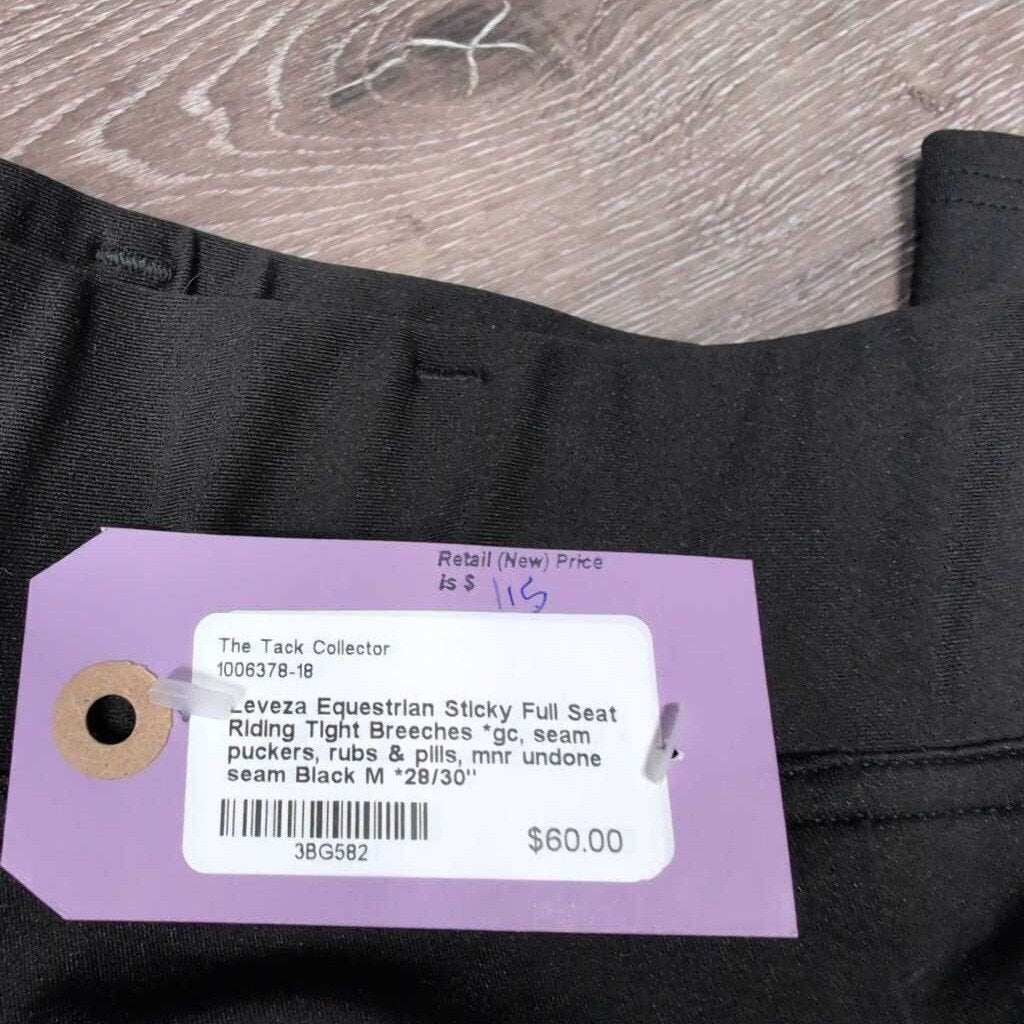 Retail (New) Price
is $ 115
The Tack Collector
1006378-18
Leveza Equestrian Sticky Full Seat
Riding Tight Breeches *gc, seam
puckers, rubs & pills, mnr undone
seam Black M *28/30"
3BG582
$60.00